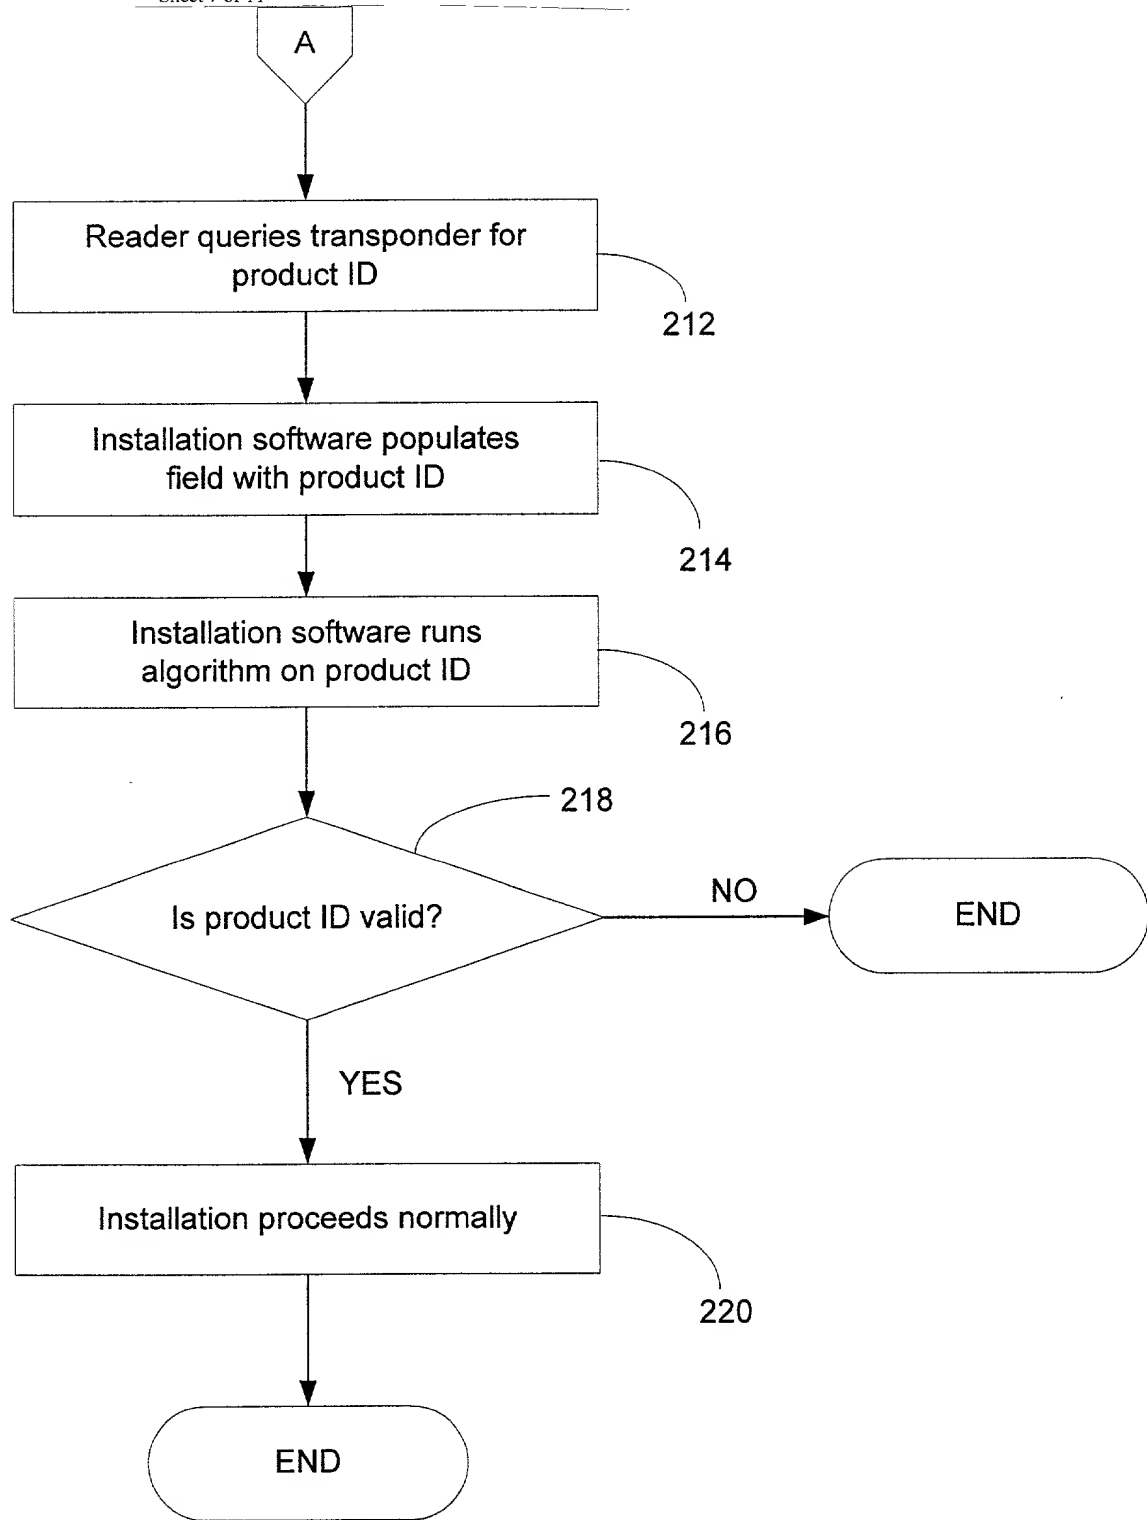 A
Reader queries transponder for
product ID
212
Installation software populates
field with product ID
214
Installation software runs
algorithm on product ID
216
218
Is product ID valid?
NO
END
YES
Installation proceeds normally
220
END